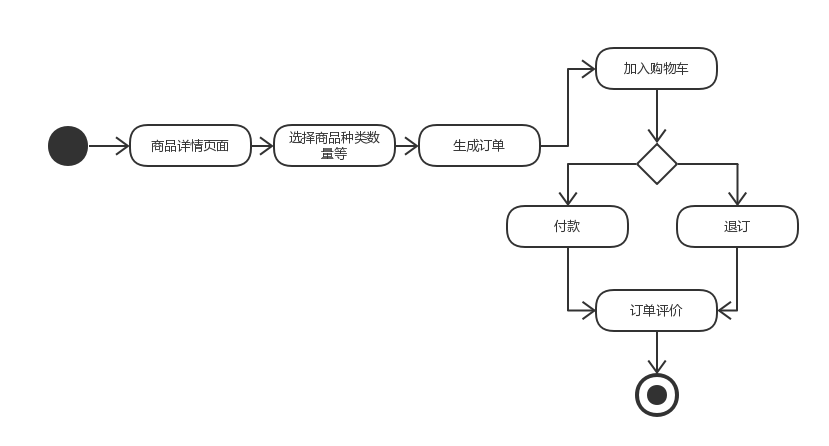 加入购物车
商品详情页面
选择商品种类数
量等
生成订单
付款
退订
订单评价